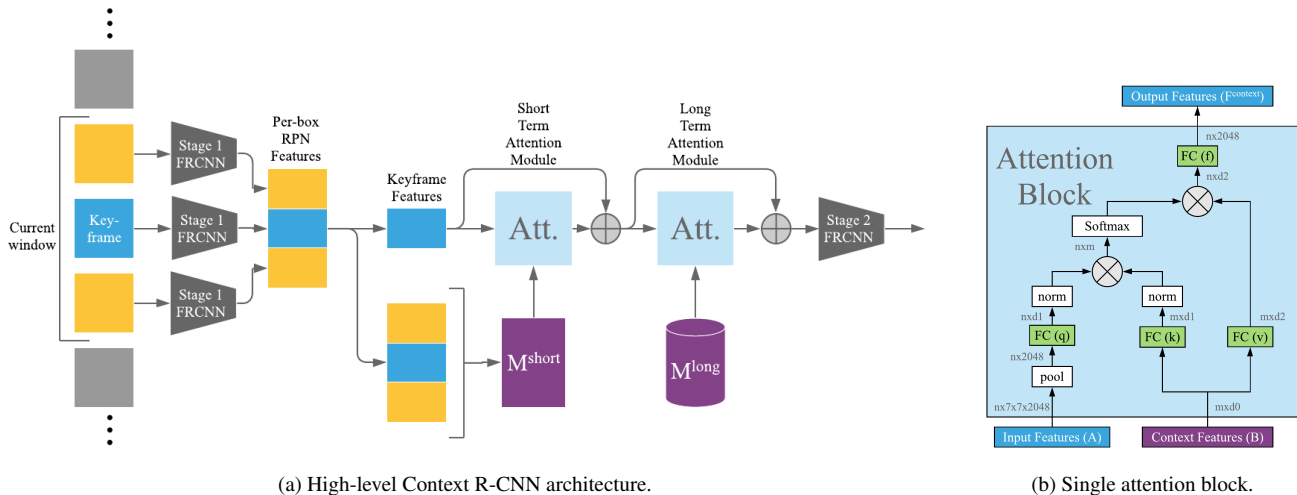 Current
window
Key-
frame
Stage 1
FRCNN
Stage 1
FRCNN
Stage 1
FRCNN
Per-box
RPN
Features
Keyframe
Features
Short
Term
Attention
Module
Att.
M^short
Long
Term
Attention
Module
Att.
M^long
Stage 2
FRCNN
(a) High-level Context R-CNN architecture.
Output Features (F^context)
Attention
Block
nx2048
FC (f)
nxd2
Softmax
nxm
norm
norm
nxd1
mxd1
mxd2
FC (q)
FC (k)
FC (v)
nx2048
pool
nx7x7x2048
mxd0
Input Features (A)
Context Features (B)
(b) Single attention block.